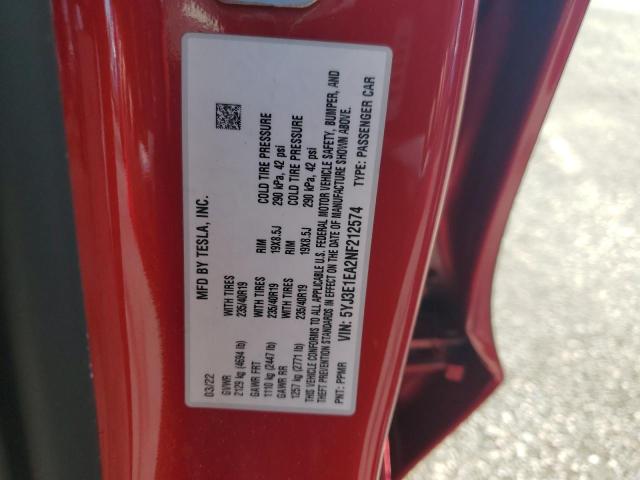 MFD BY TESLA, INC.
03/22
GVWR
2129 kg (4694 lb)
WITH TIRES
235/40R19
RIM
19X8.5J
COLD TIRE PRESSURE
290 kPa, 42 psi
GAWR FRT
1110 kg (2447 lb)
WITH TIRES
235/40R19
RIM
19X8.5J
COLD TIRE PRESSURE
290 kPa, 42 psi
GAWR RR
1257 kg (2771 lb)
WITH TIRES
235/40R19
THIS VEHICLE CONFORMS TO ALL APPLICABLE U.S. FEDERAL MOTOR VEHICLE SAFETY, BUMPER, AND
THEFT PREVENTION STANDARDS IN EFFECT ON THE DATE OF MANUFACTURE SHOWN ABOVE.
PNT: PPMR
VIN: 5YJ3E1EA2NF212574
TYPE: PASSENGER CAR